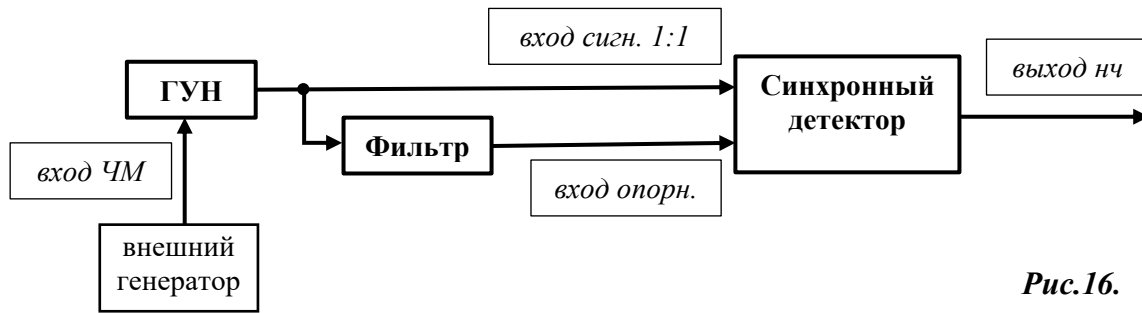 вход сигн. 1:1
выход нч
ГУН
Синхронный
детектор
Фильтр
вход ЧМ
вход опорн.
внешний
генератор
Рис.16.